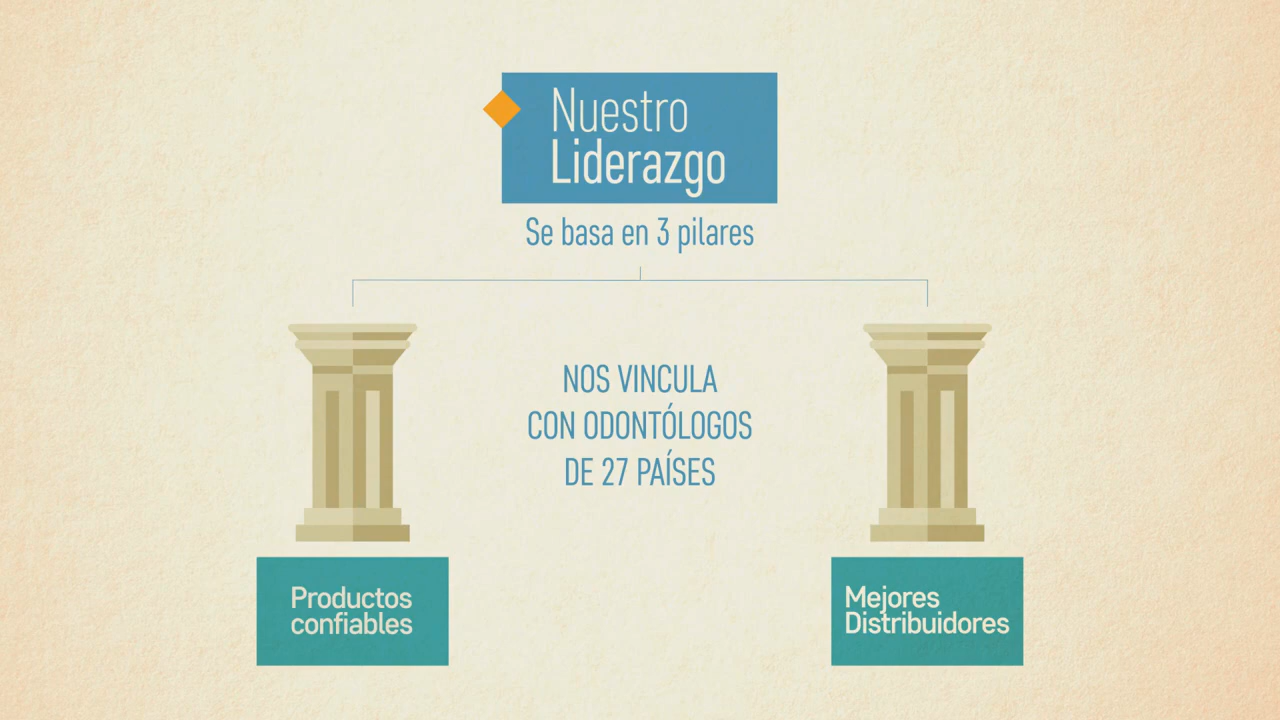 Nuestro
Liderazgo
Se basa en 3 pilares
NOS VINCULA
CON ODONTÓLOGOS
DE 27 PAÍSES
Productos
confiables
Mejores
Distribuidores